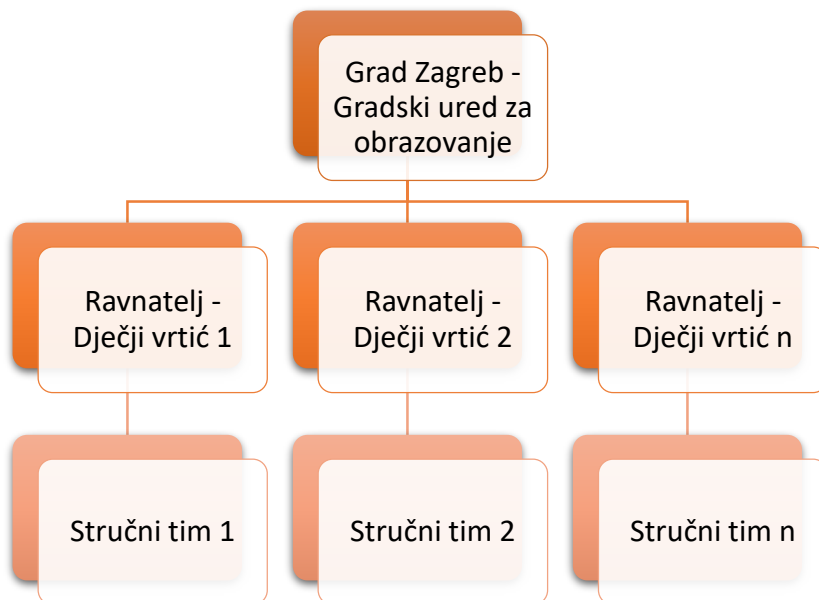 Grad Zagreb -
Gradski ured za
obrazovanje
Ravnatelj -
Dječji vrtić 1
Ravnatelj -
Dječji vrtić 2
Ravnatelj -
Dječji vrtić n
Stručni tim 1
Stručni tim 2
Stručni tim n